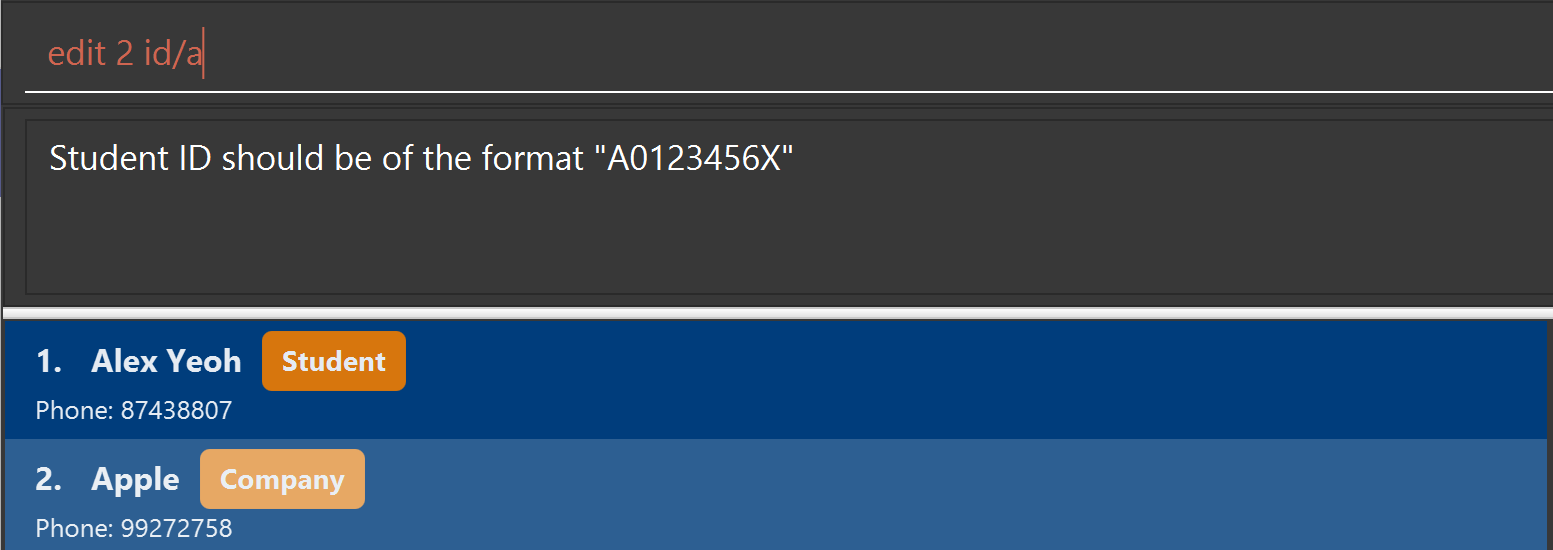 edit 2 id/a
Student ID should be of the format "A0123456X"
1. Alex Yeoh Student
Phone: 87438807
2. Apple Company
Phone: 99272758